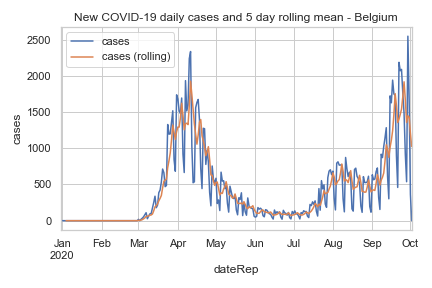 New COVID-19 daily cases and 5 day rolling mean - Belgium
cases
cases (rolling)
2500
2000
1500
1000
500
0
cases
Jan Feb Mar Apr May Jun Jul Aug Sep Oct
2020
dateRep